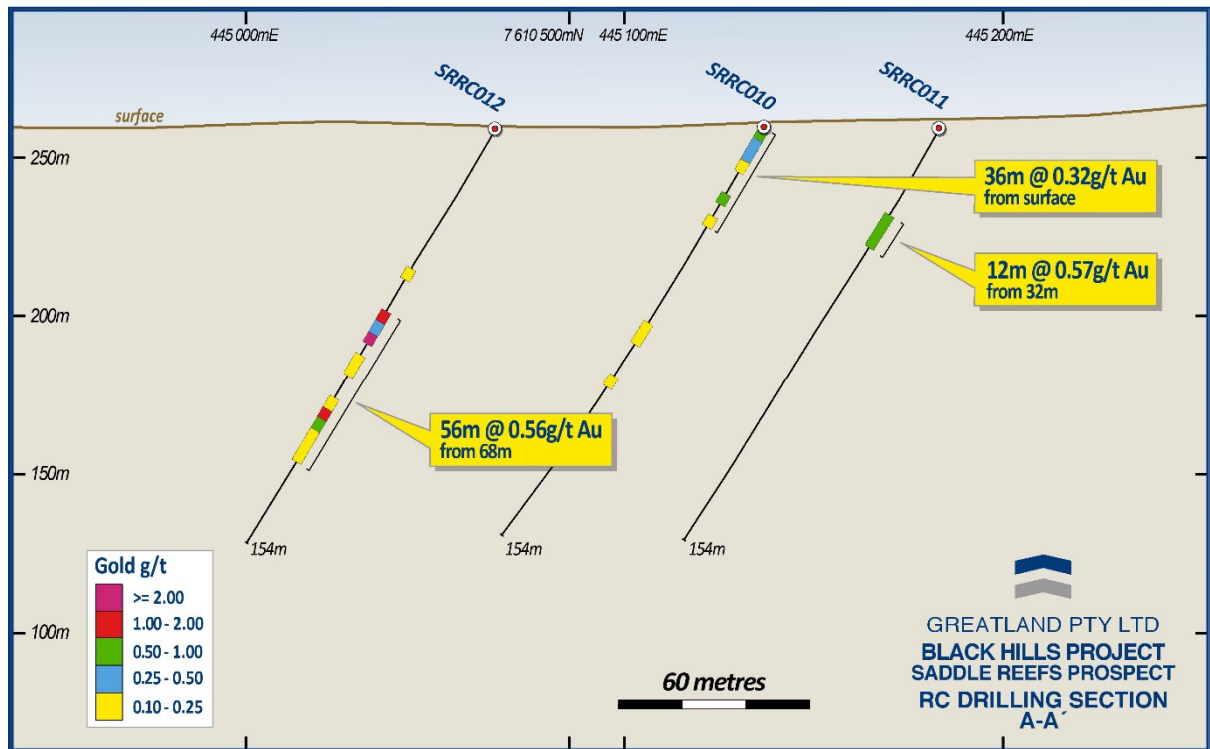 445 000mE
7 610 500mN
445 100mE
445 200mE
SRRC012
SRRC010
SRRC011
surface
250m
200m
150m
100m
36m @ 0.32g/t Au
from surface
12m @ 0.57g/t Au
from 32m
56m @ 0.56g/t Au
from 68m
154m
154m
154m
Gold g/t
>= 2.00
1.00 - 2.00
0.50 - 1.00
0.25 - 0.50
0.10 - 0.25
60 metres
GREATLAND PTY LTD
BLACK HILLS PROJECT
SADDLE REEFS PROSPECT
RC DRILLING SECTION
A-A´